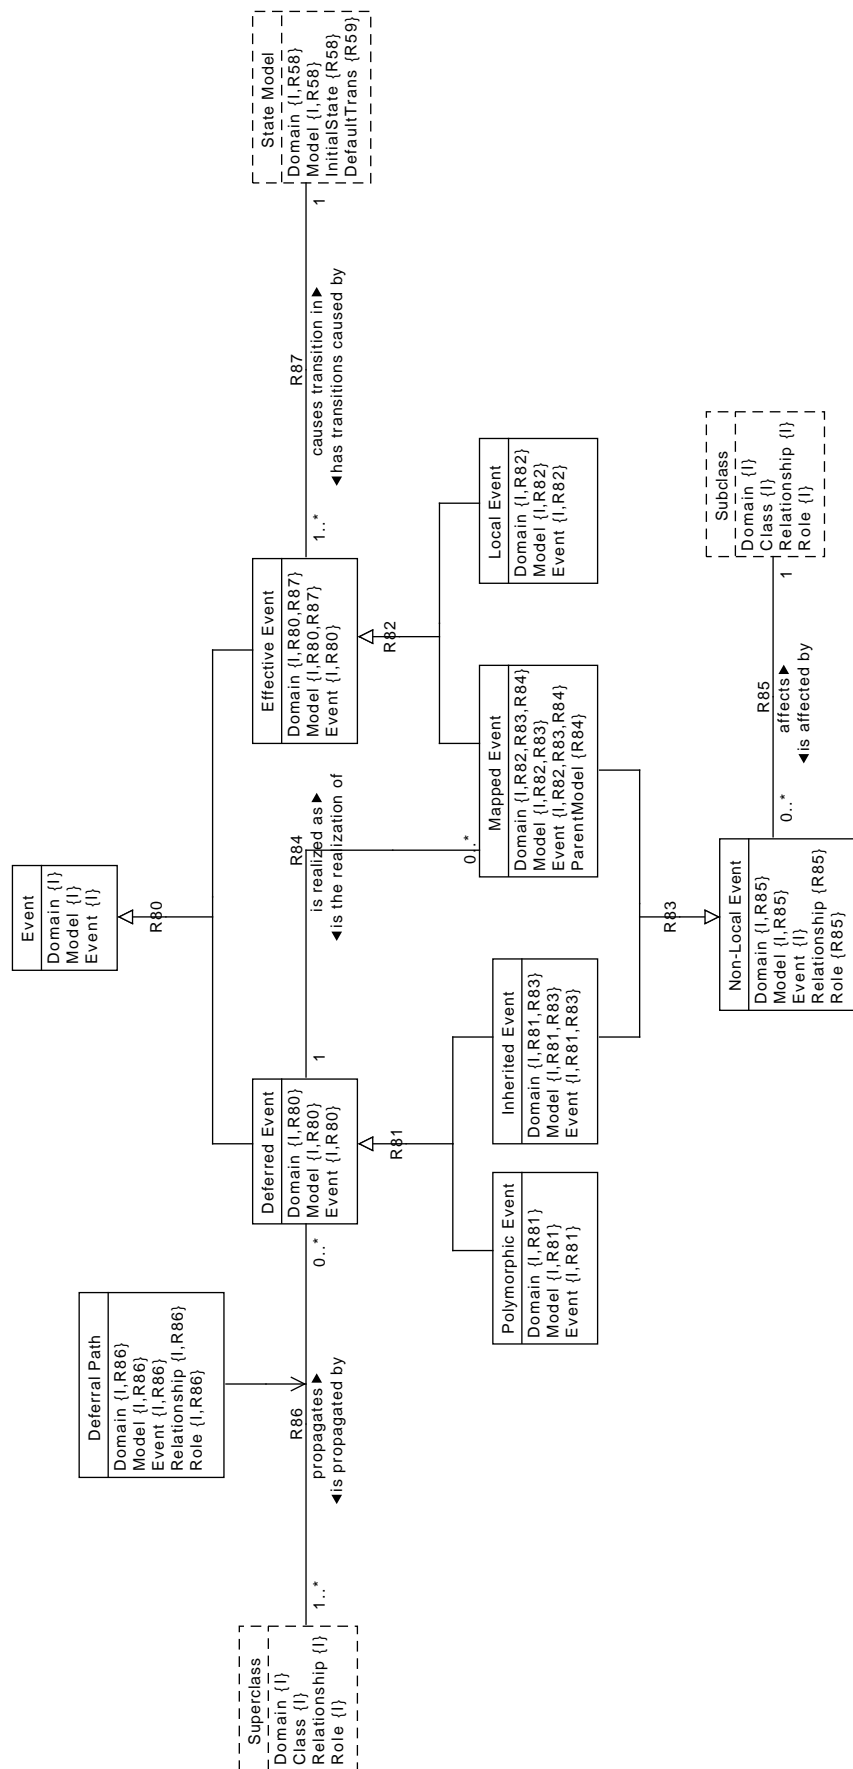 Event
Domain {I}
Model {I}
Event {I}
R80
Deferral Path
Domain {I,R86}
Model {I,R86}
Event {I,R86}
Relationship {I,R86}
Role {I,R86}
Superclass
Domain {I}
Class {I}
Relationship {I}
Role {I}
1..*
R86
propagates ►
◄is propagated by
0..*
Deferred Event
Domain {I,R80}
Model {I,R80}
Event {I,R80}
1
R84
is realized as ►
◄is the realization of
0..*
Effective Event
Domain {I,R80,R87}
Model {I,R80,R87}
Event {I,R80}
1..*
R87
causes transition in►
◄has transitions caused by
1
State Model
Domain {I,R58}
Model {I,R58}
InitialState {R58}
DefaultTrans {R59}
R81
R82
Polymorphic Event
Domain {I,R81}
Model {I,R81}
Event {I,R81}
Inherited Event
Domain {I,R81,R83}
Model {I,R81,R83}
Event {I,R81,R83}
Mapped Event
Domain {I,R82,R83,R84}
Model {I,R82,R83}
Event {I,R82,R83,R84}
ParentModel {R84}
Local Event
Domain {I,R82}
Model {I,R82}
Event {I,R82}
R83
Non-Local Event
Domain {I,R85}
Model {I,R85}
Event {I}
Relationship {R85}
Role {R85}
0..*
R85
affects►
◄is affected by
1
Subclass
Domain {I}
Class {I}
Relationship {I}
Role {I}